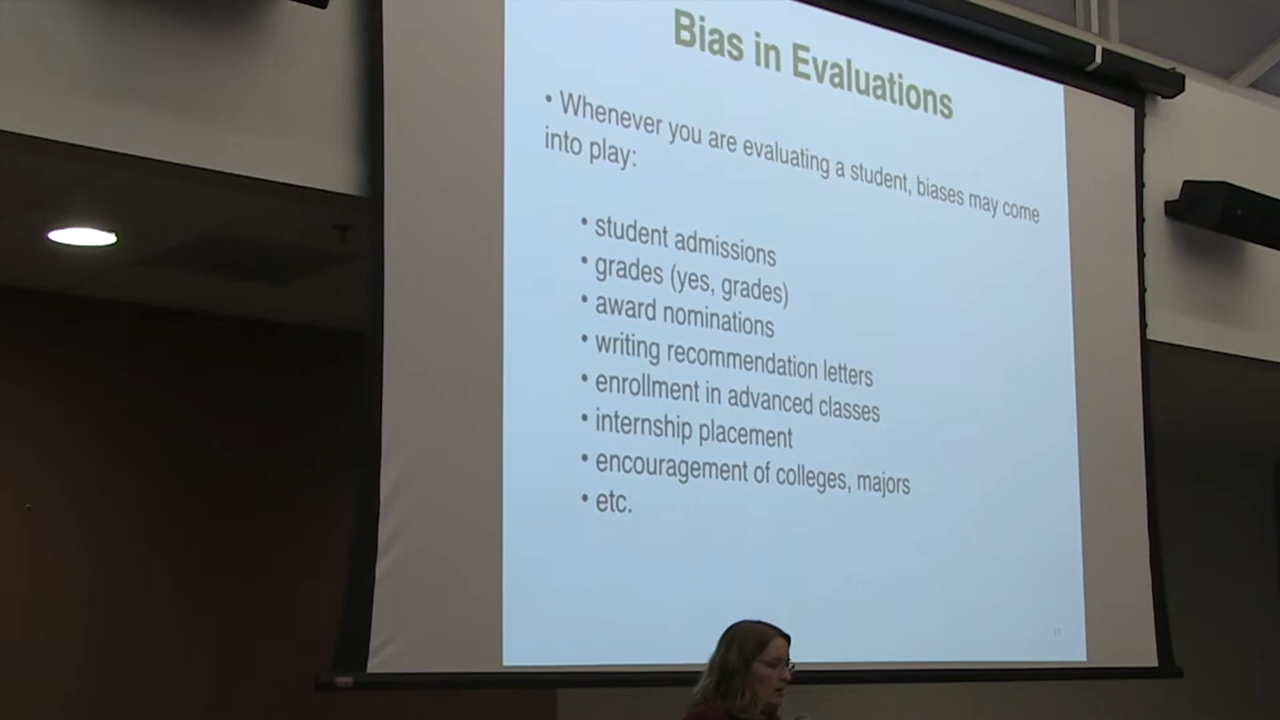 Bias in Evaluations
• Whenever you are evaluating a student, biases may come
into play:
• student admissions
• grades (yes, grades)
• award nominations
• writing recommendation letters
• enrollment in advanced classes
• internship placement
• encouragement of colleges, majors
• etc.